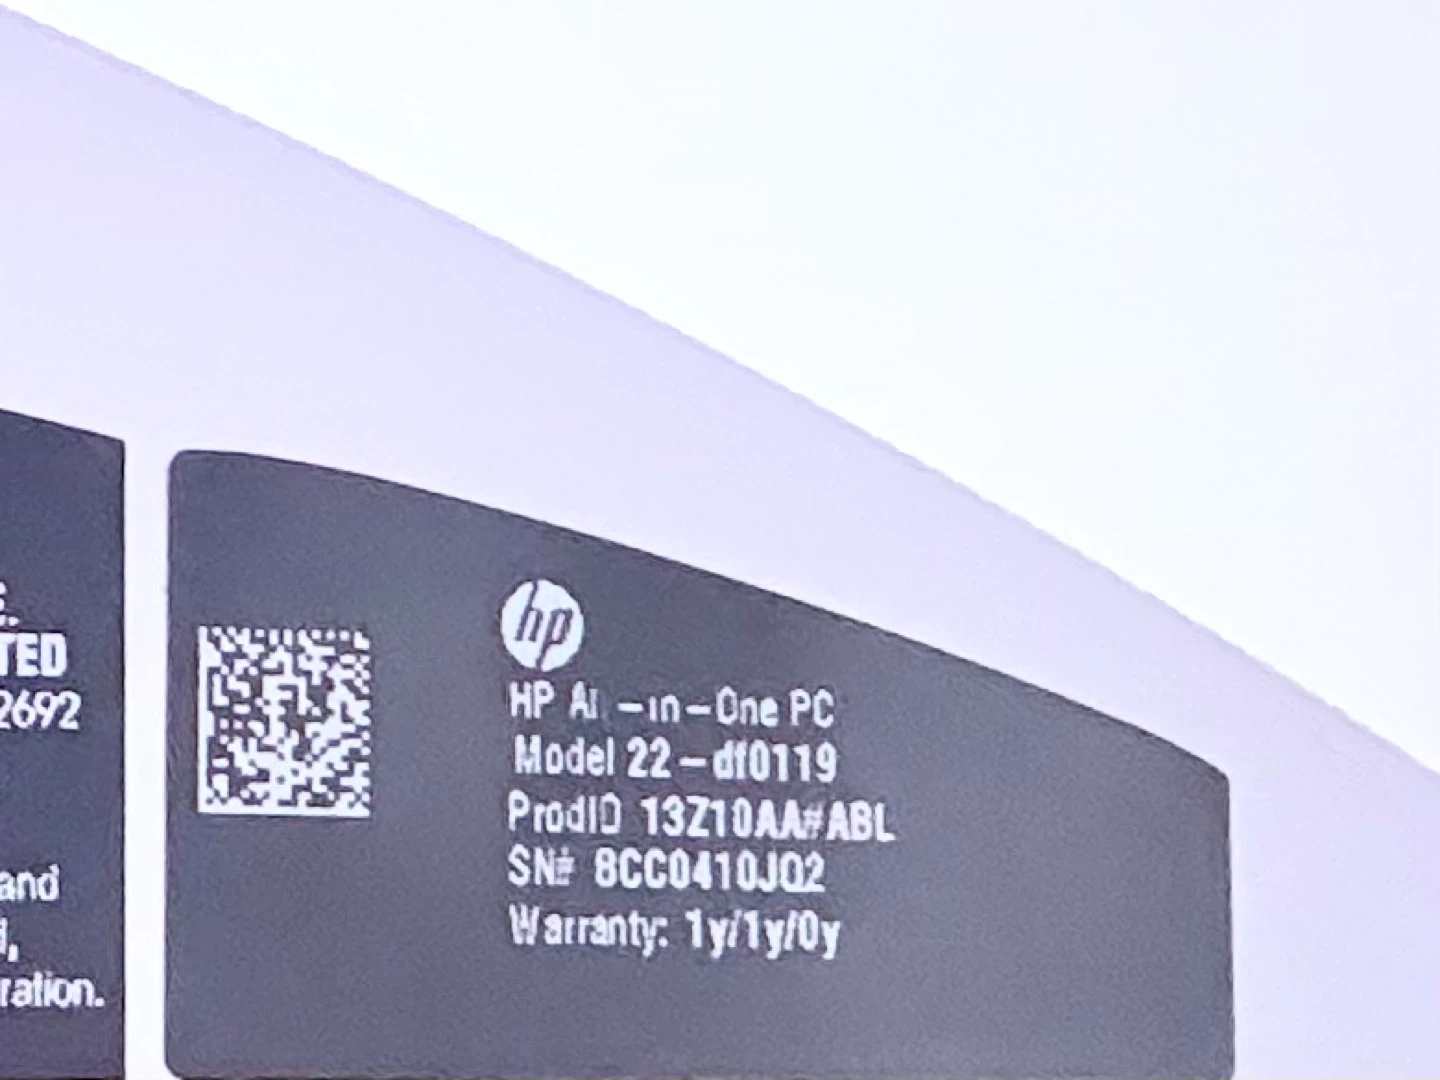 TED
2692
and
ration.
hp
HP All-in-One PC
Model 22-df0119
ProdID 13Z10AA#ABL
SN# 8CC0410JQ2
Warranty: 1y/1y/0y